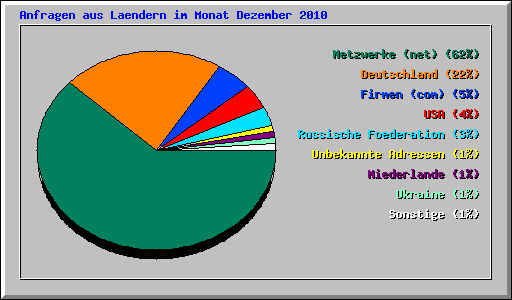 Anfragen aus Laendern im Monat Dezember 2010
Netzwerke (net) (62%)
Deutschland (22%)
Firmen (com) (5%)
USA (4%)
Russische Foederation (3%)
Unbekannte Adressen (1%)
Niederlande (1%)
Ukraine (1%)
Sonstige (1%)